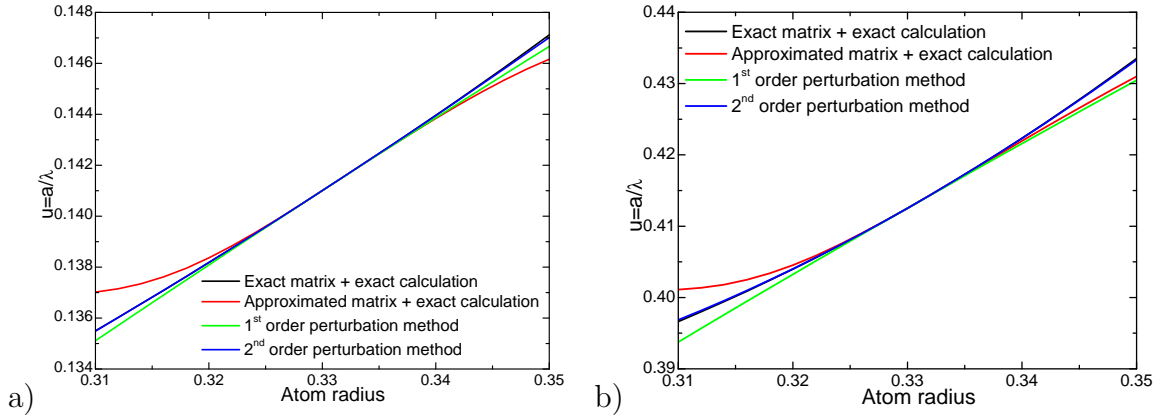 0.148
0.146
0.144
0.142
0.140
0.138
0.136
0.134
u=a/λ
0.31 0.32 0.33 0.34 0.35
Atom radius
Exact matrix + exact calculation
Approximated matrix + exact calculation
1st order perturbation method
2nd order perturbation method
a)
0.44
0.43
0.42
0.41
0.40
0.39
u=a/λ
0.31 0.32 0.33 0.34 0.35
Atom radius
Exact matrix + exact calculation
Approximated matrix + exact calculation
1st order perturbation method
2nd order perturbation method
b)